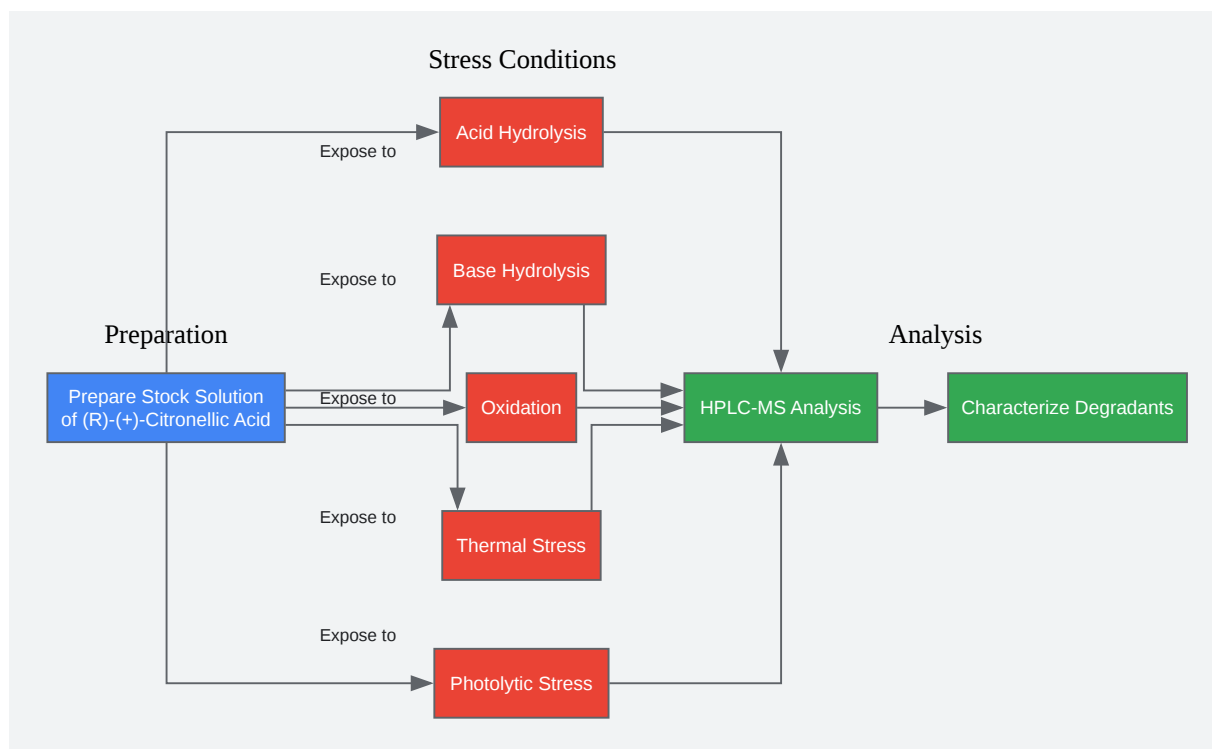 Stress Conditions
Acid Hydrolysis
Expose to
Base Hydrolysis
Expose to
Preparation
Analysis
Prepare Stock Solution
of (R)-(+)-Citronellic Acid
Expose to
Oxidation
HPLC-MS Analysis
Characterize Degradants
Expose to
Thermal Stress
Expose to
Photolytic Stress